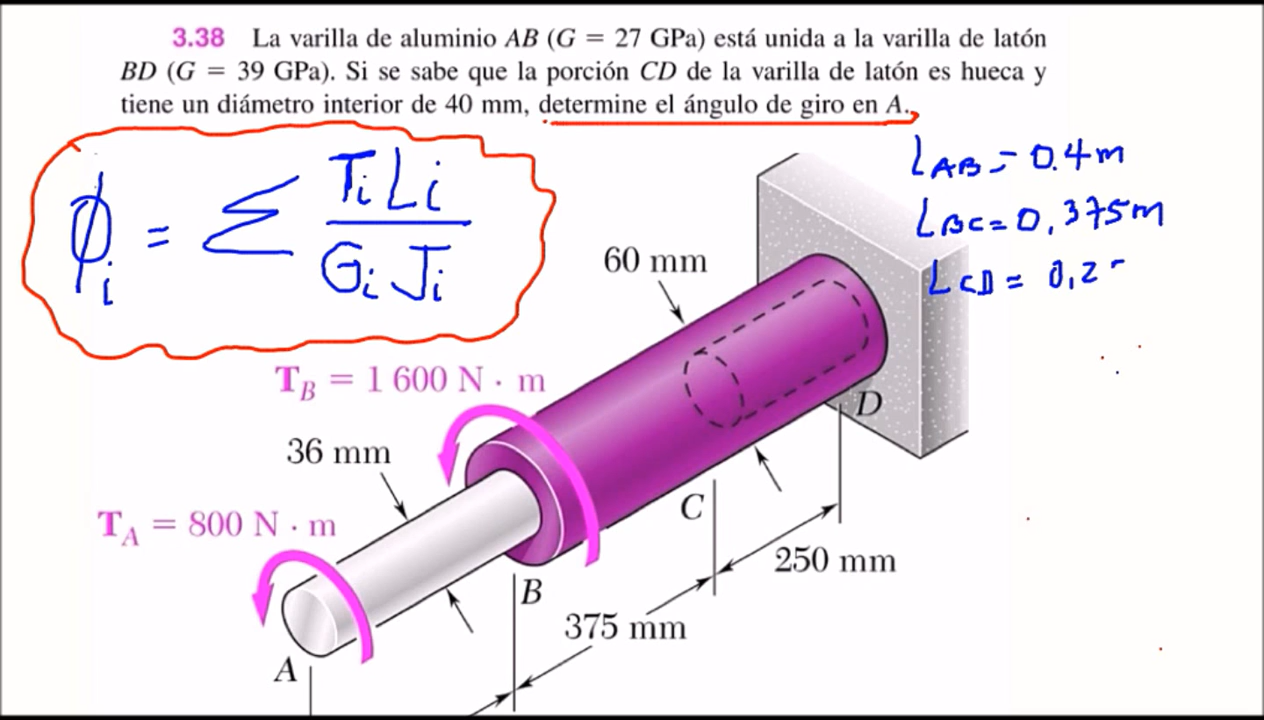 3.38 La varilla de aluminio AB (G = 27 GPa) está unida a la varilla de latón
BD (G = 39 GPa). Si se sabe que la porción CD de la varilla de latón es hueca y
tiene un diámetro interior de 40 mm, determine el ángulo de giro en A.
ϕi = Σ TiLi / GiJi
LAB = 0.4m
LBC = 0,375m
LCD = 0,2
60 mm
TB = 1 600 N · m
36 mm
TA = 800 N · m
D
C
250 mm
B
375 mm
A